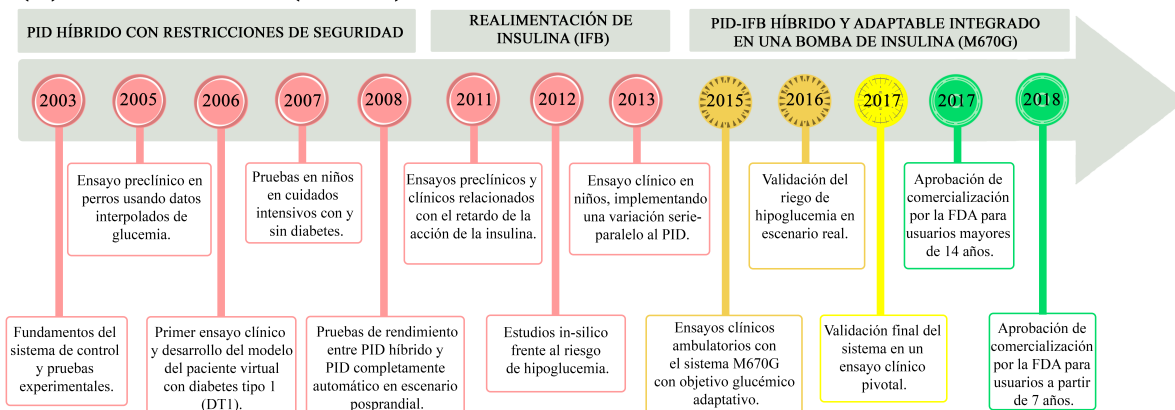 PID HÍBRIDO CON RESTRICCIONES DE SEGURIDAD
REALIMENTACIÓN DE
INSULINA (IFB)
PID-IFB HÍBRIDO Y ADAPTABLE INTEGRADO
EN UNA BOMBA DE INSULINA (M670G)
2003
2005
2006
2007
2008
2011
2012
2013
2015
2016
2017
2017
2018
Ensayo preclínico en
perros usando datos
interpolados de
glucemia.
Pruebas en niños
en cuidados
intensivos con y
sin diabetes.
Ensayos preclínicos y
clínicos relacionados
con el retardo de la
acción de la insulina.
Ensayo clínico en
niños, implementando
una variación serie-
paralelo al PID.
Validación del
riego de
hipoglucemia en
escenario real.
Aprobación de
comercialización
por la FDA para
usuarios mayores
de 14 años.
Fundamentos del
sistema de control
y pruebas
experimentales.
Primer ensayo clínico
y desarrollo del modelo
del paciente virtual
con diabetes tipo 1
(DT1).
Pruebas de rendimiento
entre PID híbrido y
PID completamente
automático en escenario
posprandial.
Estudios in-silico
frente al riesgo
de hipoglucemia.
Ensayos clínicos
ambulatorios con
el sistema M670G
con objetivo glucémico
adaptativo.
Validación final del
sistema en un
ensayo clínico
pivotal.
Aprobación de
comercialización
por la FDA para
usuarios a partir
de 7 años.